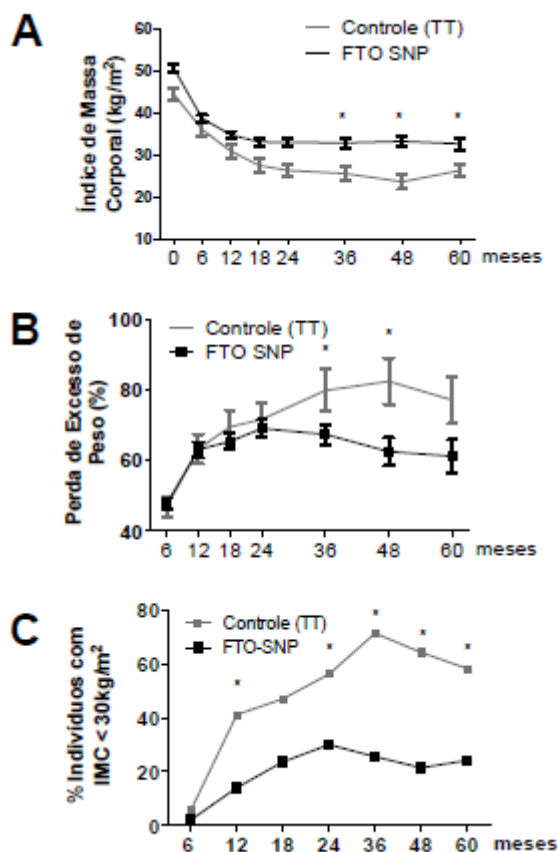 A
Controle (TT)
FTO SNP
Índice de Massa
Corporal (kg/m²)
60
50
40
30
20
10
* * *
0 6 12 18 24 36 48 60 meses
B
Controle (TT)
FTO SNP
Perda de Excesso de
Peso (%)
100
80
60
40
* *
6 12 18 24 36 48 60 meses
C
Controle (TT)
FTO-SNP
% Indivíduos com
IMC < 30kg/m²
80
60
40
20
0
* * * * *
6 12 18 24 36 48 60 meses